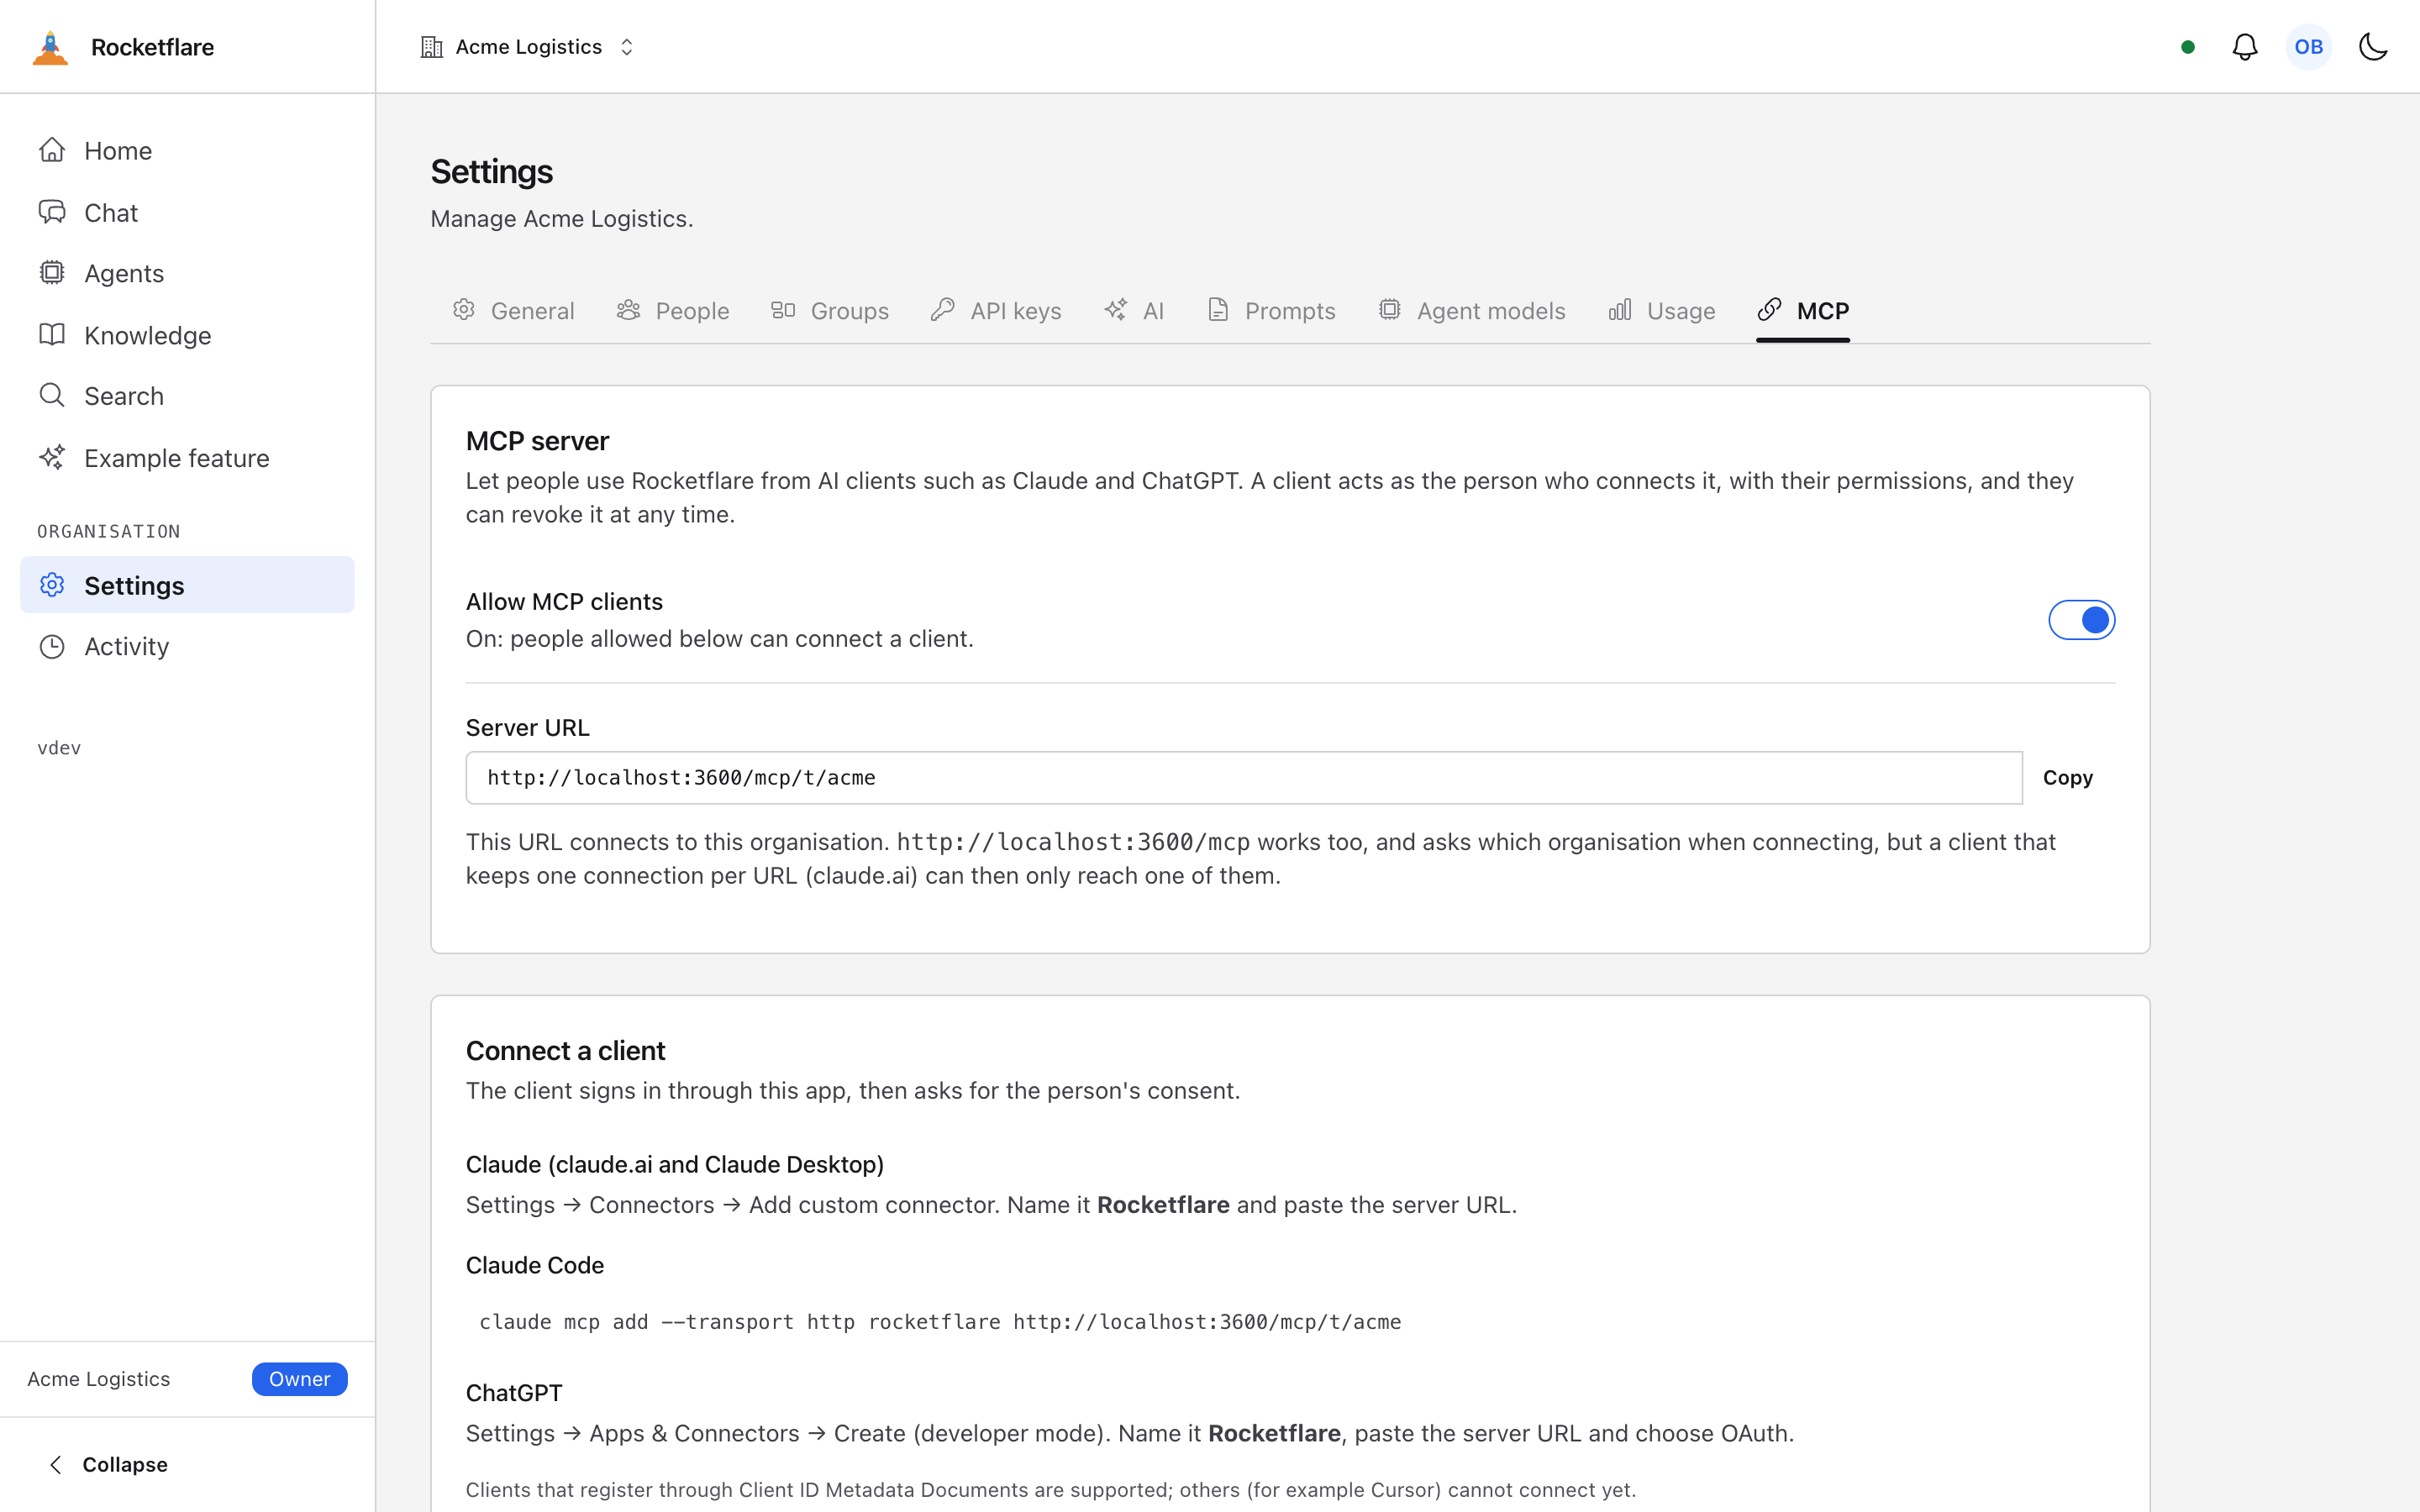 Rocketflare
Acme Logistics
OB
Home
Chat
Agents
Knowledge
Search
Example feature
ORGANISATION
Settings
Activity
vdev
Acme Logistics
Owner
Collapse
Settings
Manage Acme Logistics.
General
People
Groups
API keys
AI
Prompts
Agent models
Usage
MCP
MCP server
Let people use Rocketflare from AI clients such as Claude and ChatGPT. A client acts as the person who connects it, with their permissions, and they
can revoke it at any time.
Allow MCP clients
On: people allowed below can connect a client.
Server URL
http://localhost:3600/mcp/t/acme
Copy
This URL connects to this organisation. http://localhost:3600/mcp works too, and asks which organisation when connecting, but a client that
keeps one connection per URL (claude.ai) can then only reach one of them.
Connect a client
The client signs in through this app, then asks for the person's consent.
Claude (claude.ai and Claude Desktop)
Settings → Connectors → Add custom connector. Name it Rocketflare and paste the server URL.
Claude Code
claude mcp add --transport http rocketflare http://localhost:3600/mcp/t/acme
ChatGPT
Settings → Apps & Connectors → Create (developer mode). Name it Rocketflare, paste the server URL and choose OAuth.
Clients that register through Client ID Metadata Documents are supported; others (for example Cursor) cannot connect yet.